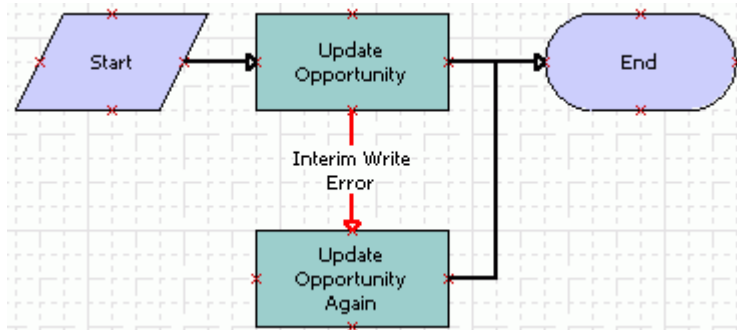 Start
Update
Opportunity
End
Interim Write
Error
Update
Opportunity
Again